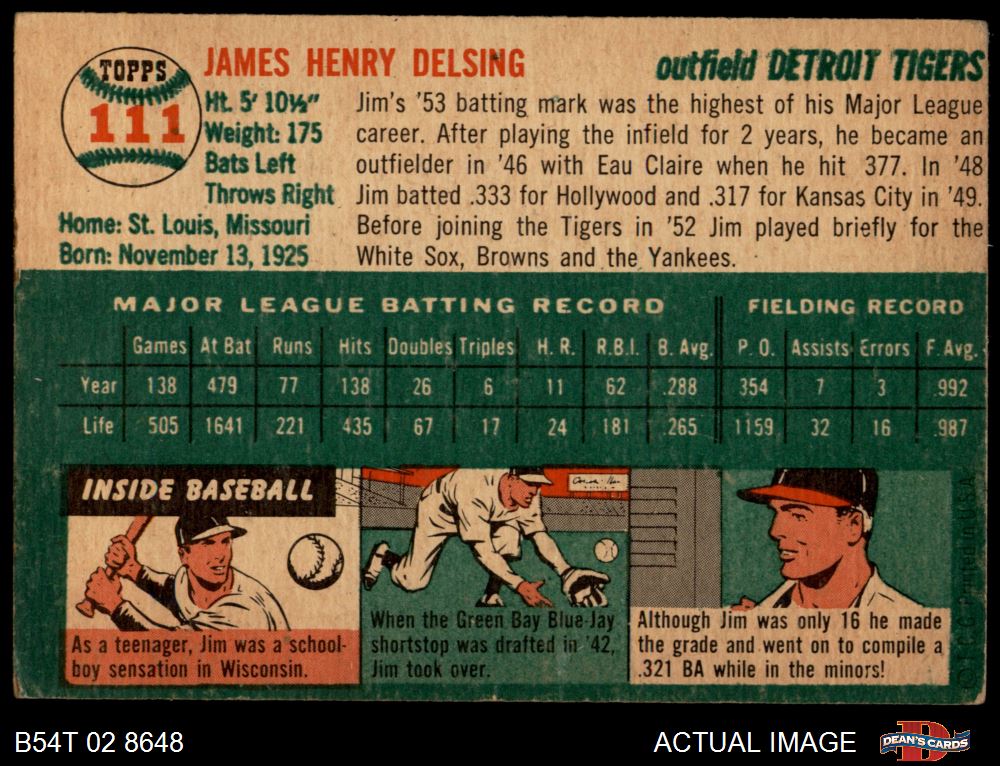 TOPPS
111
JAMES HENRY DELSING
outfield DETROIT TIGERS
Ht. 5' 10½"
Weight: 175
Bats Left
Throws Right
Home: St. Louis, Missouri
Born: November 13, 1925
Jim's '53 batting mark was the highest of his Major League
career. After playing the infield for 2 years, he became an
outfielder in '46 with Eau Claire when he hit 377. In '48
Jim batted .333 for Hollywood and .317 for Kansas City in '49.
Before joining the Tigers in '52 Jim played briefly for the
White Sox, Browns and the Yankees.
MAJOR LEAGUE BATTING RECORD FIELDING RECORD
Games At Bat Runs Hits Doubles Triples H. R. R.B.I. B. Avg. P. O. Assists Errors F. Avg.
Year 138 479 77 138 26 6 11 62 .288 354 7 3 .992
Life 505 1641 221 435 67 17 24 181 .265 1159 32 16 .987
INSIDE BASEBALL
As a teenager, Jim was a school-
boy sensation in Wisconsin.
When the Green Bay Blue-Jay
shortstop was drafted in '42,
Jim took over.
Although Jim was only 16 he made
the grade and went on to compile a
.321 BA while in the minors!
B54T 02 8648
ACTUAL IMAGE
DEAN'S CARDS